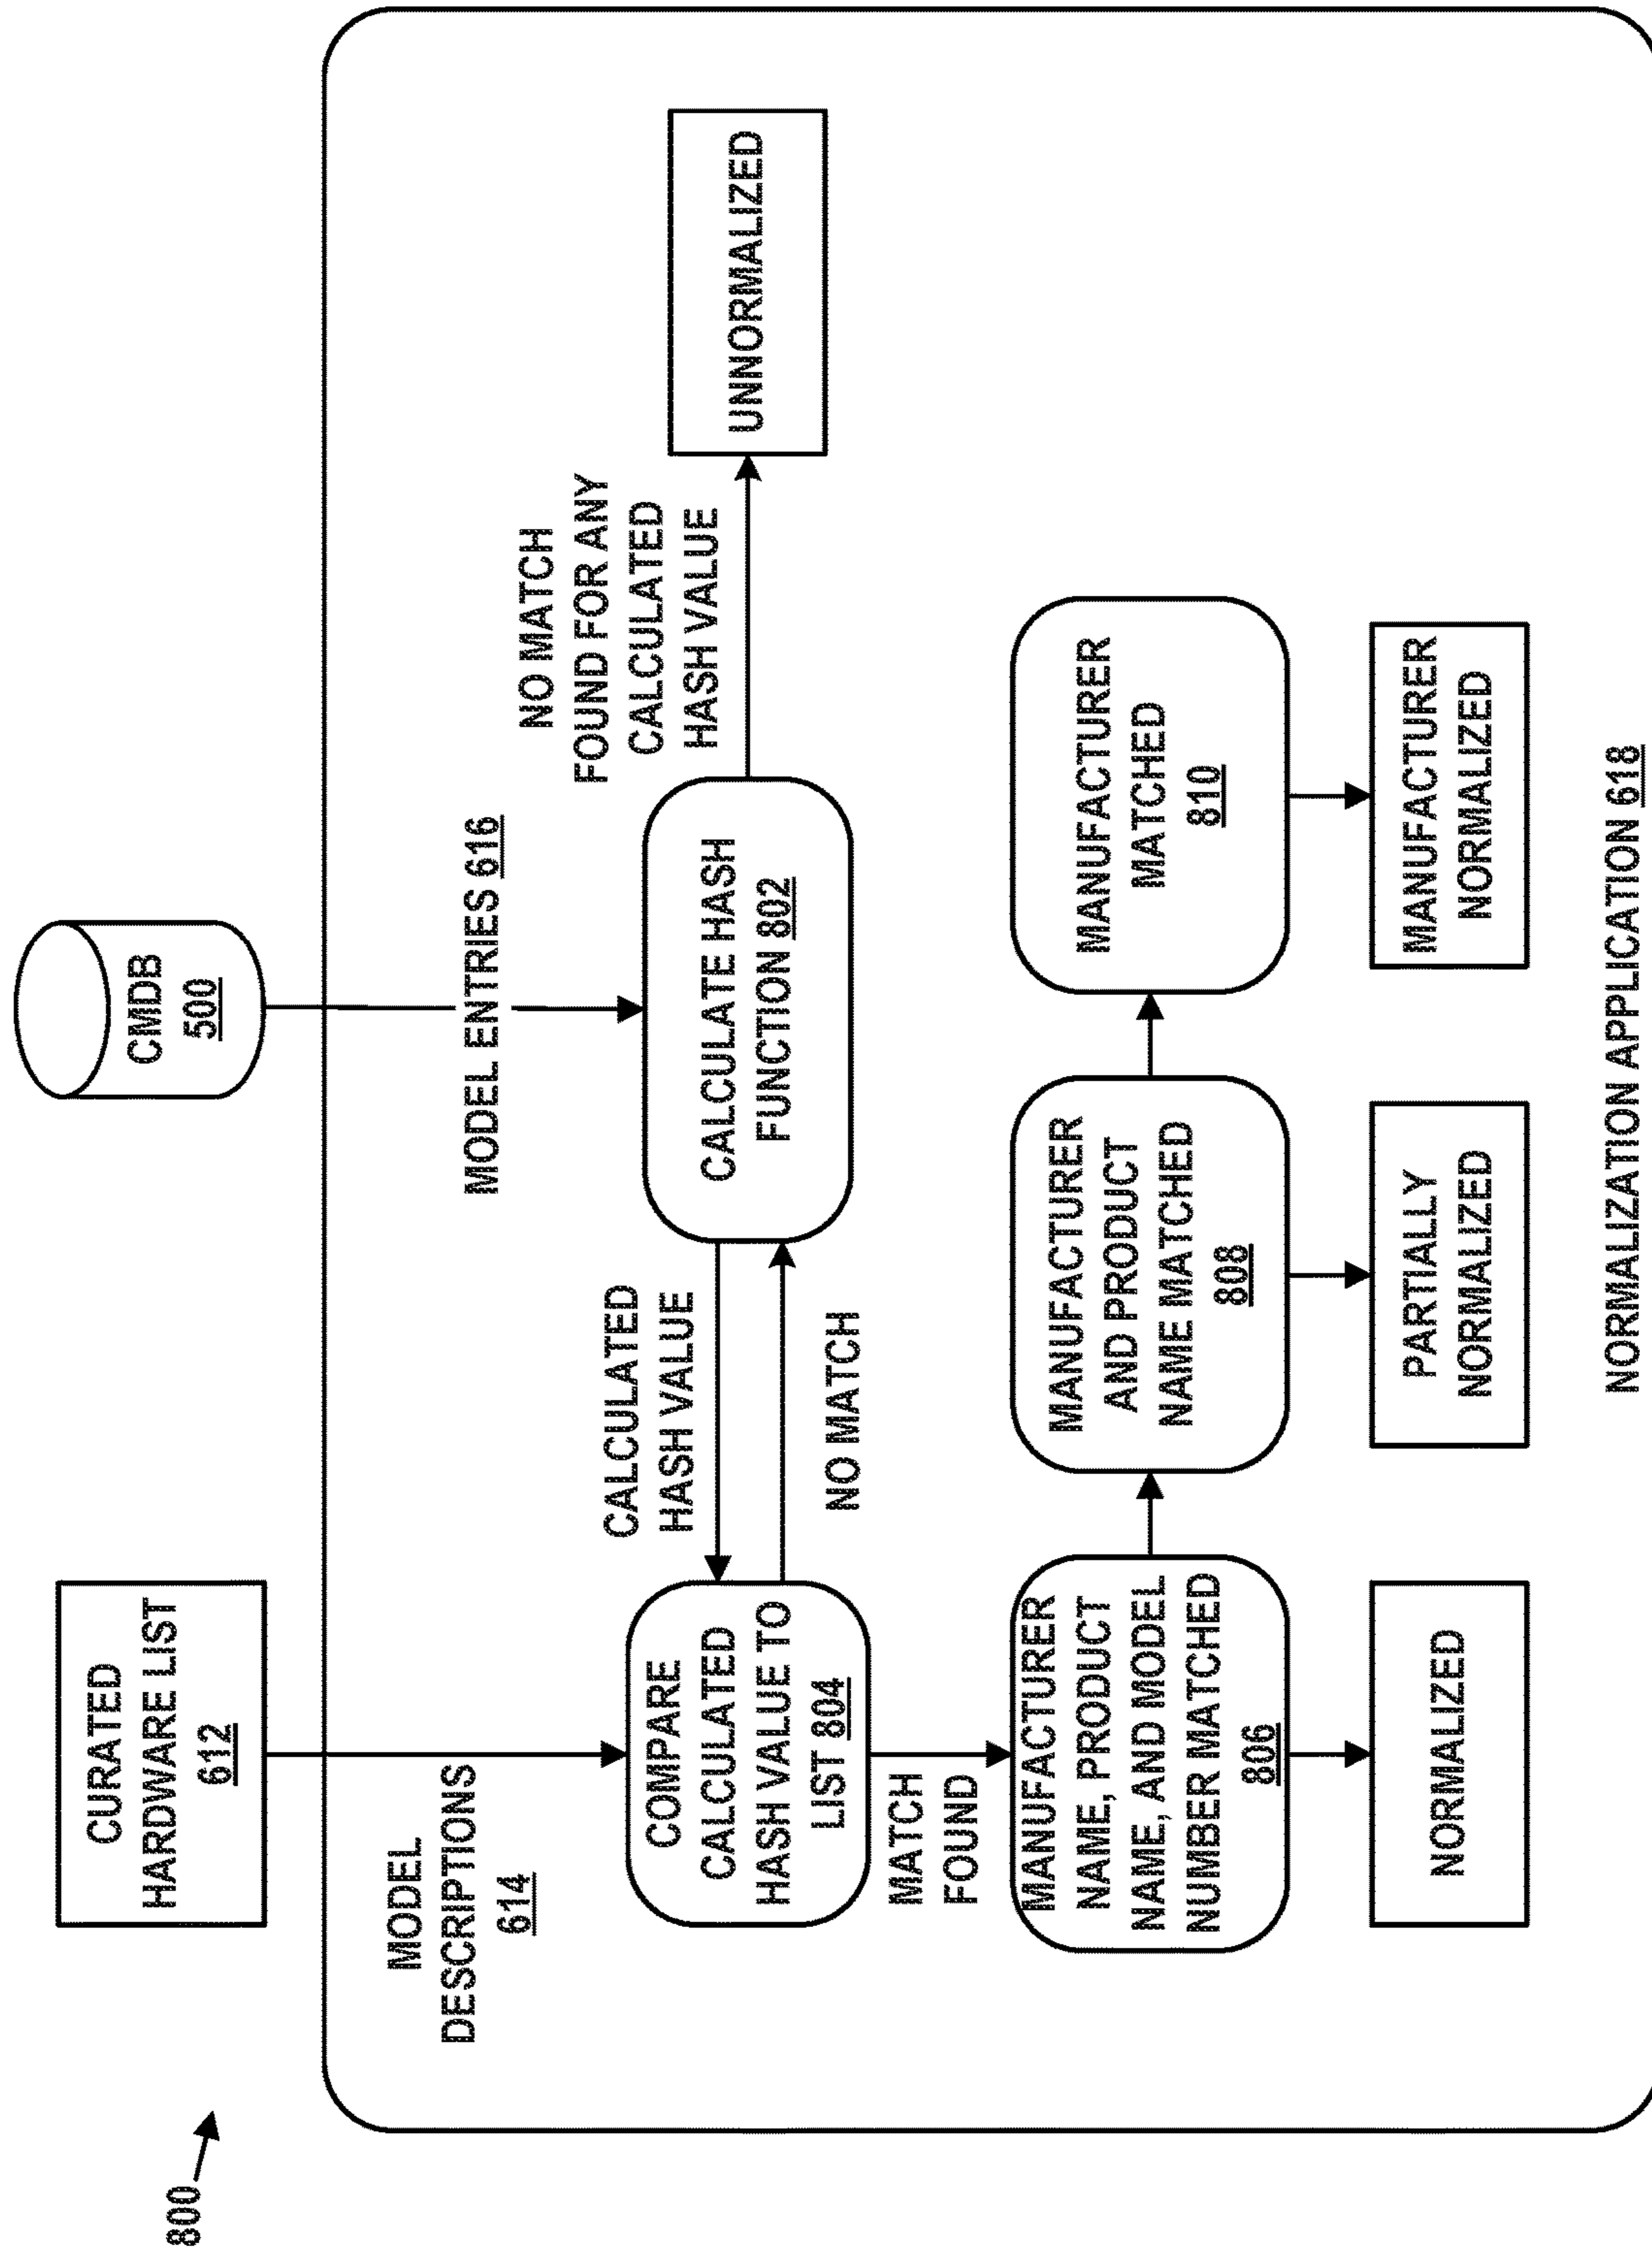 800
CURATED
HARDWARE LIST
612
CMDB
500
MODEL
DESCRIPTIONS
614
MODEL ENTRIES 616
COMPARE
CALCULATED
HASH VALUE TO
LIST 804
CALCULATED
HASH VALUE
NO MATCH
CALCULATE HASH
FUNCTION 802
NO MATCH
FOUND FOR ANY
CALCULATED
HASH VALUE
UNNORMALIZED
MATCH
FOUND
MANUFACTURER
NAME, PRODUCT
NAME, AND MODEL
NUMBER MATCHED
806
MANUFACTURER
AND PRODUCT
NAME MATCHED
808
MANUFACTURER
MATCHED
810
NORMALIZED
PARTIALLY
NORMALIZED
MANUFACTURER
NORMALIZED
NORMALIZATION APPLICATION 618